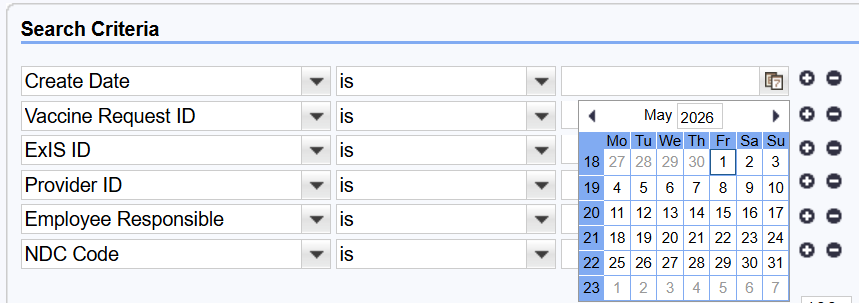 Search Criteria
Create Date is
Vaccine Request ID is
ExIS ID is
Provider ID is
Employee Responsible is
NDC Code is
May 2026
Mo Tu We Th Fr Sa Su
18 27 28 29 30 1 2 3
19 4 5 6 7 8 9 10
20 11 12 13 14 15 16 17
21 18 19 20 21 22 23 24
22 25 26 27 28 29 30 31
23 1 2 3 4 5 6 7